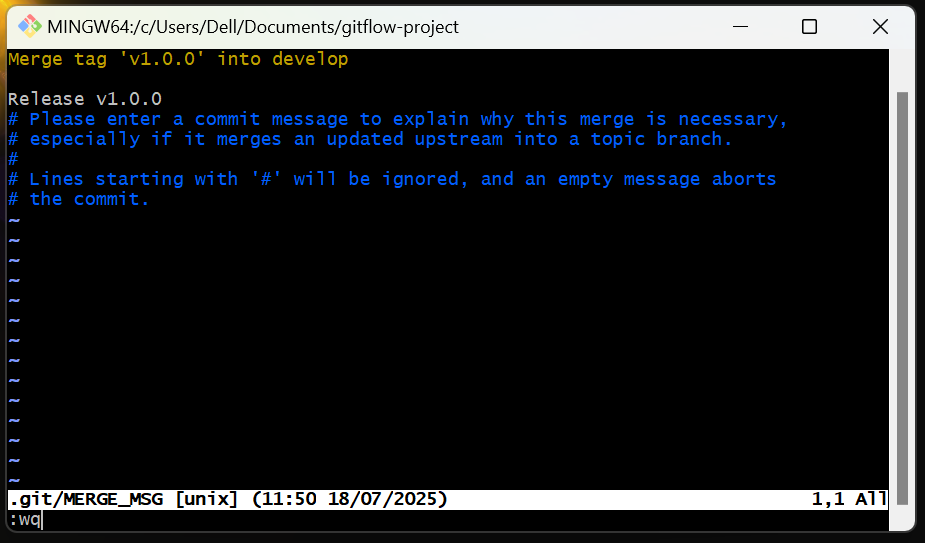 MINGW64:/c/Users/Dell/Documents/gitflow-project
Merge tag 'v1.0.0' into develop
Release v1.0.0
# Please enter a commit message to explain why this merge is necessary,
# especially if it merges an updated upstream into a topic branch.
#
# Lines starting with '#' will be ignored, and an empty message aborts
# the commit.
~
~
~
~
~
~
~
~
~
~
~
~
~
~
.git/MERGE_MSG [unix] (11:50 18/07/2025) 1,1 All
:wq